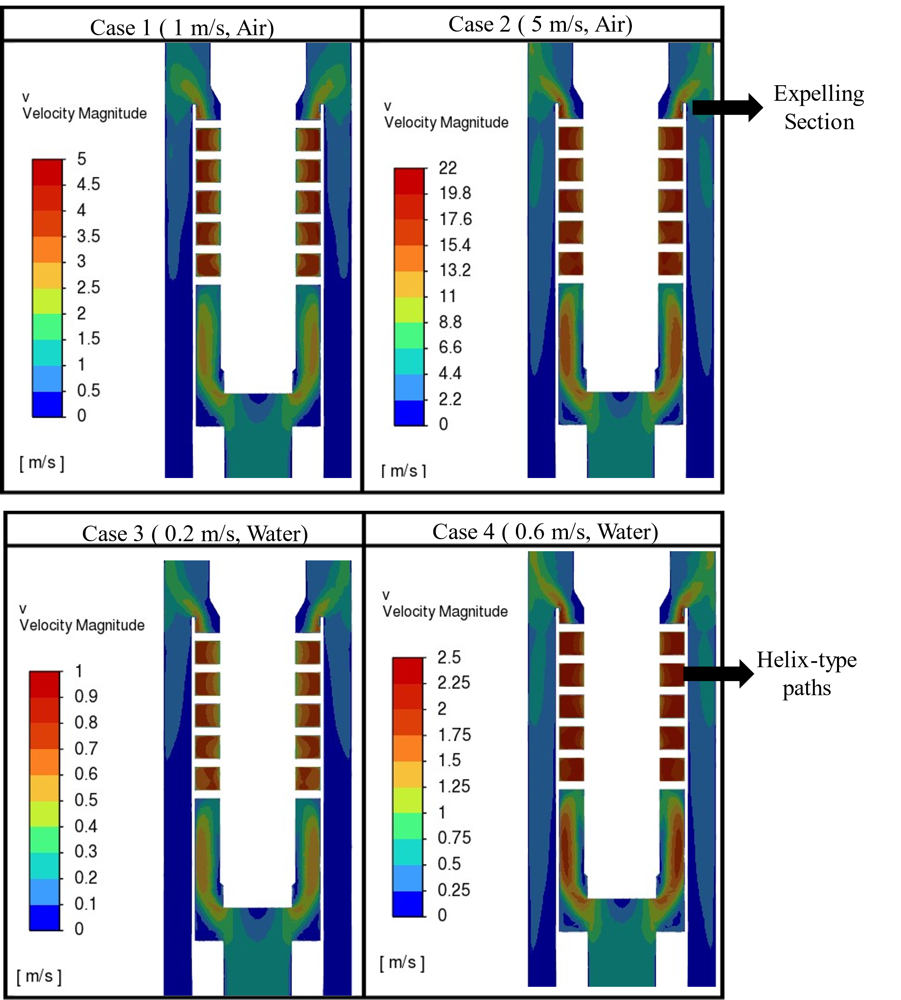 Case 1 ( 1 m/s, Air)
Case 2 ( 5 m/s, Air)
v
Velocity Magnitude
5
4.5
4
3.5
3
2.5
2
1.5
1
0.5
0
[ m/s ]
v
Velocity Magnitude
22
19.8
17.6
15.4
13.2
11
8.8
6.6
4.4
2.2
0
[ m/s ]
Expelling
Section
Case 3 ( 0.2 m/s, Water)
Case 4 ( 0.6 m/s, Water)
v
Velocity Magnitude
1
0.9
0.8
0.7
0.6
0.5
0.4
0.3
0.2
0.1
0
[ m/s ]
v
Velocity Magnitude
2.5
2.25
2
1.75
1.5
1.25
1
0.75
0.5
0.25
0
[ m/s ]
Helix-type
paths